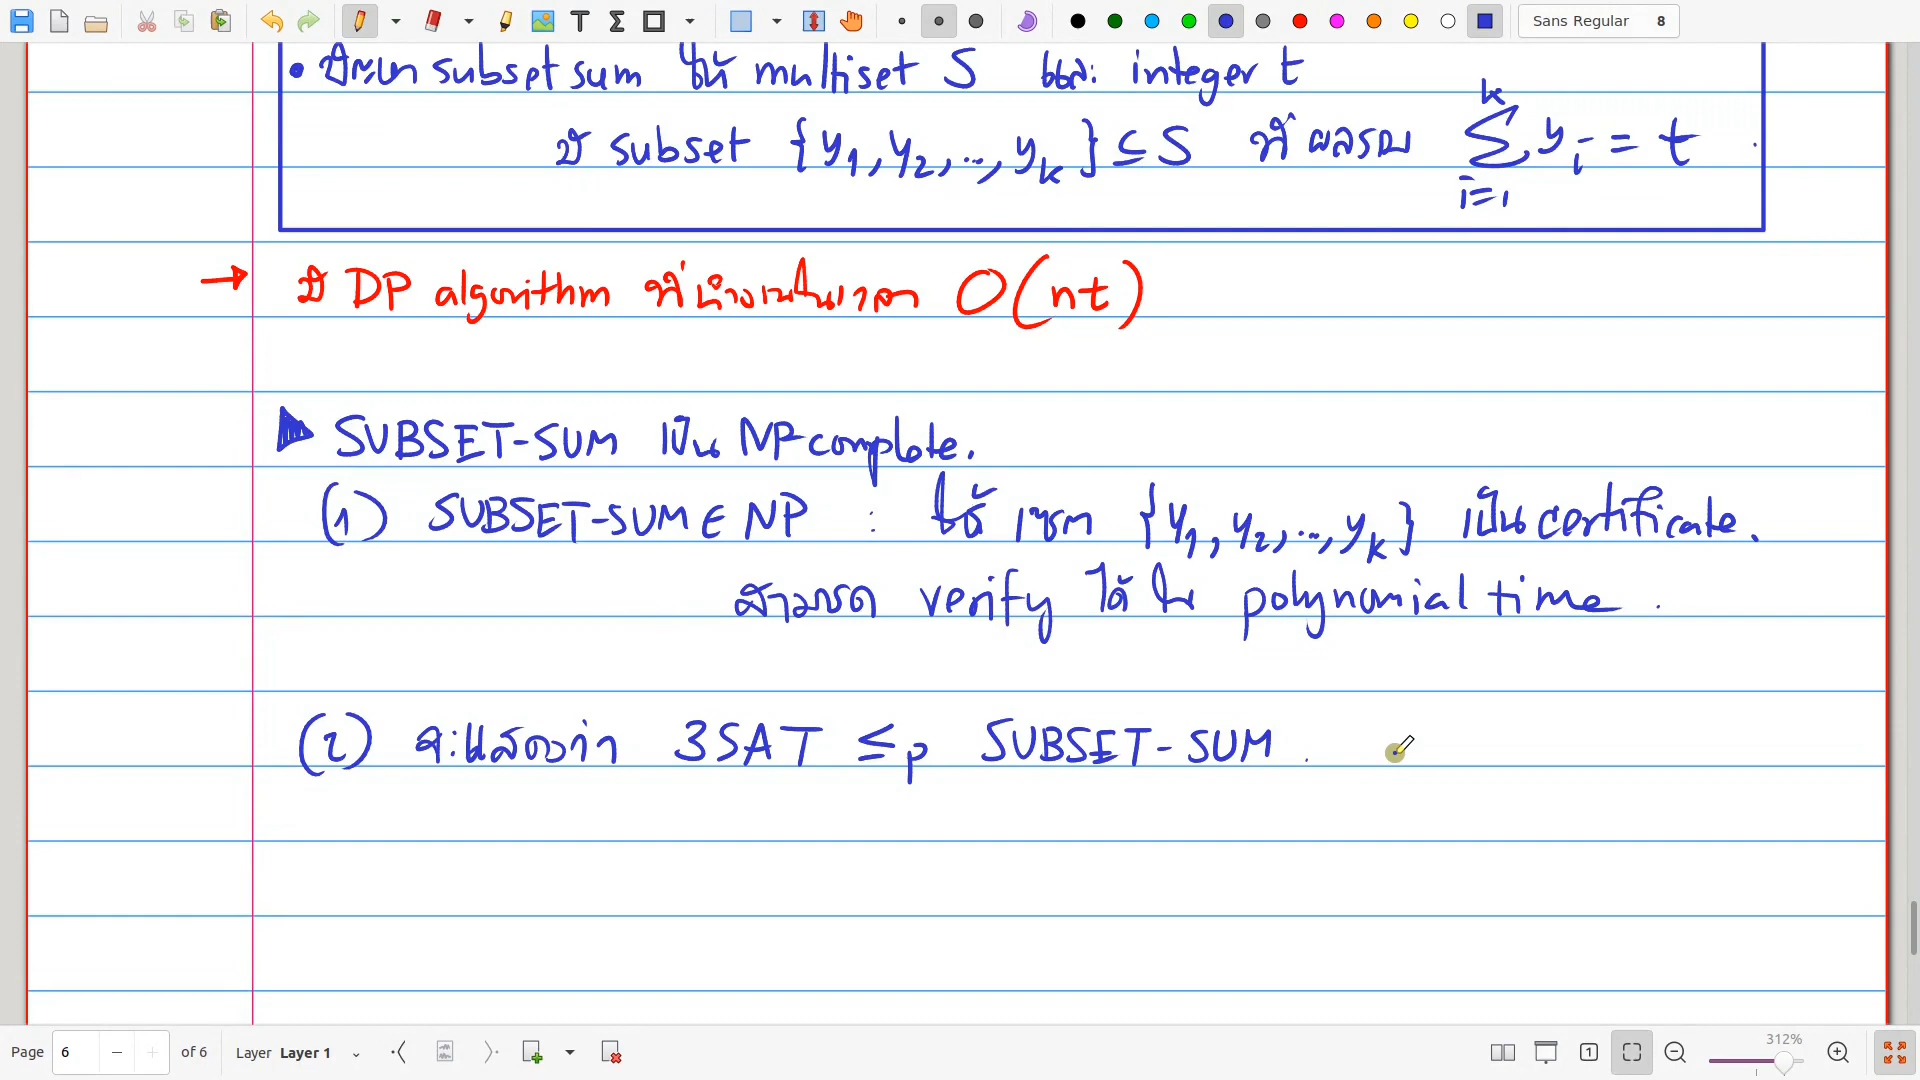 Sans Regular 8
• ปัญหา subset sum ให้ multiset S และ integer t
k
มี subset {y₁, y₂, ..., yₖ} ⊆ S ที่ผลรวม ∑ yᵢ = t
i=1
→ มี DP algorithm ที่ทำงานในเวลา O(nt)
SUBSET-SUM เป็น NP-complete.
(1) SUBSET-SUM ∈ NP : ใช้ เซต {y₁, y₂, ..., yₖ} เป็น certificate.
สามารถ verify ได้ใน polynomial time.
(2) จะแสดงว่า 3SAT ≤ₚ SUBSET-SUM.
312%
Page 6 of 6 Layer Layer 1